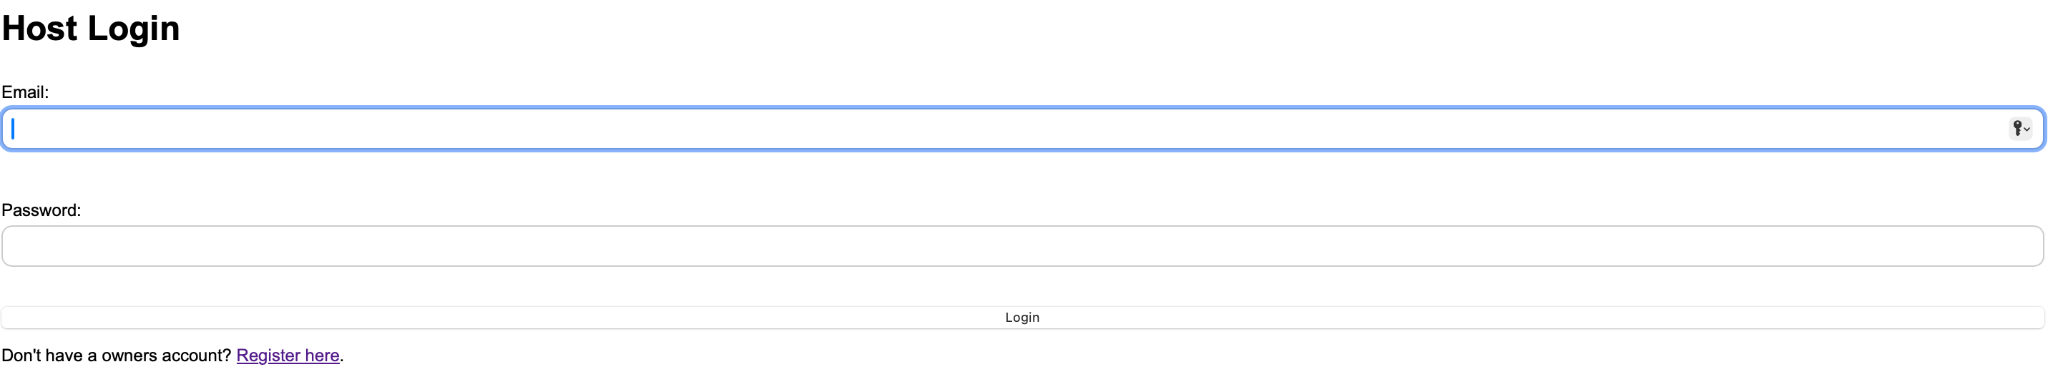 Host Login
Email:
Password:
Login
Don't have a owners account? Register here.